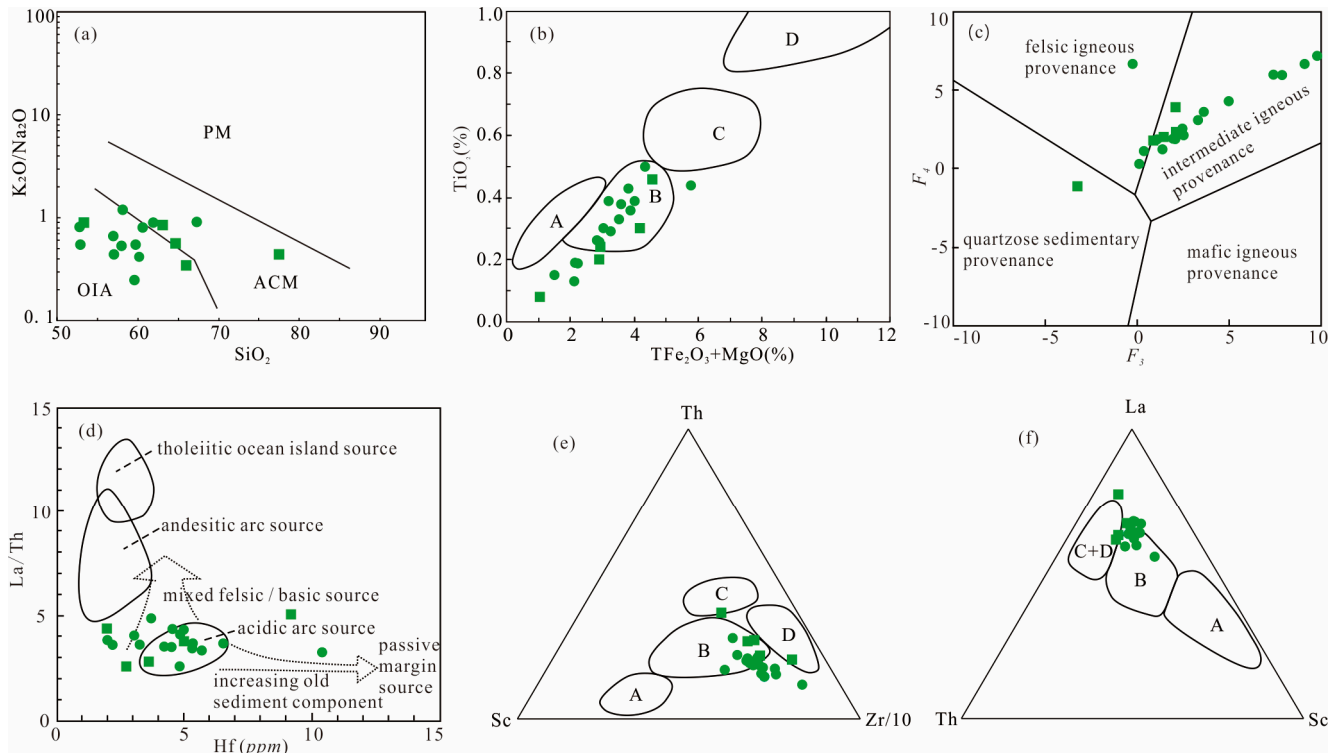 (a)
100
10
1
0.1
K₂O/Na₂O
PM
OIA
ACM
50
60
70
80
90
SiO₂
(b)
1.0
0.8
0.6
0.4
0.2
0.0
TiO₂(%)
A
B
C
D
0
2
4
6
8
10
12
TFe₂O₃+MgO(%)
(c)
10
5
0
-5
-10
F₄
felsic igneous
provenance
intermediate igneous
provenance
quartzose sedimentary
provenance
mafic igneous
provenance
-10
-5
0
5
10
F₃
(d)
15
10
5
0
La/Th
tholeiitic ocean island source
andesitic arc source
mixed felsic / basic source
acidic arc source
passive
margin
source
increasing old
sediment component
0
5
10
15
Hf(ppm)
(e)
Th
C
D
B
A
Sc
Zr/10
(f)
La
C+D
B
A
Th
Sc